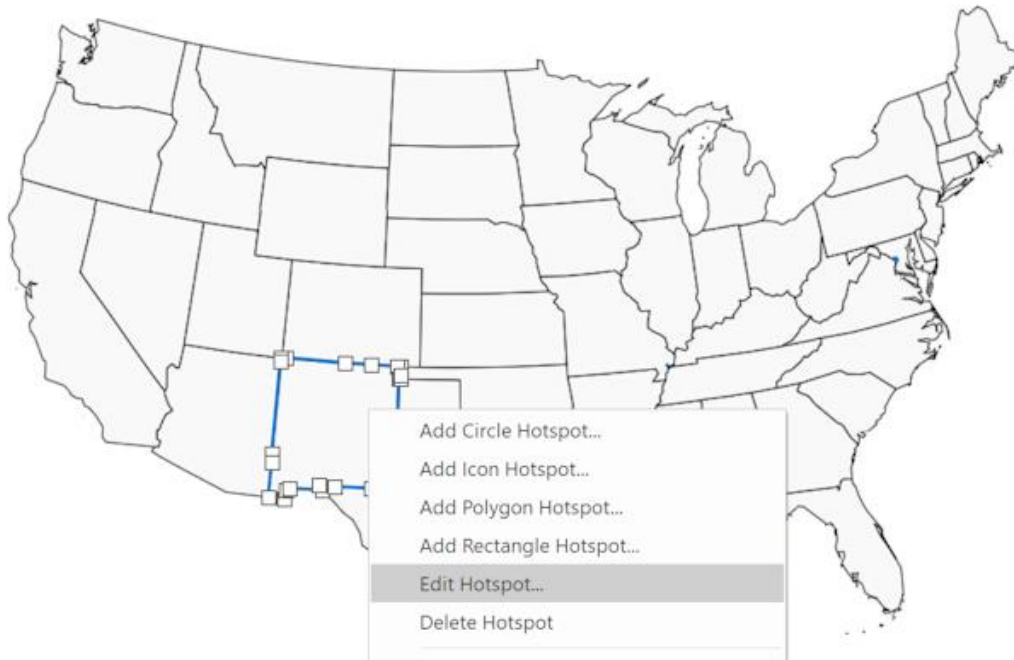 Add Circle Hotspot...
Add Icon Hotspot...
Add Polygon Hotspot...
Add Rectangle Hotspot...
Edit Hotspot...
Delete Hotspot